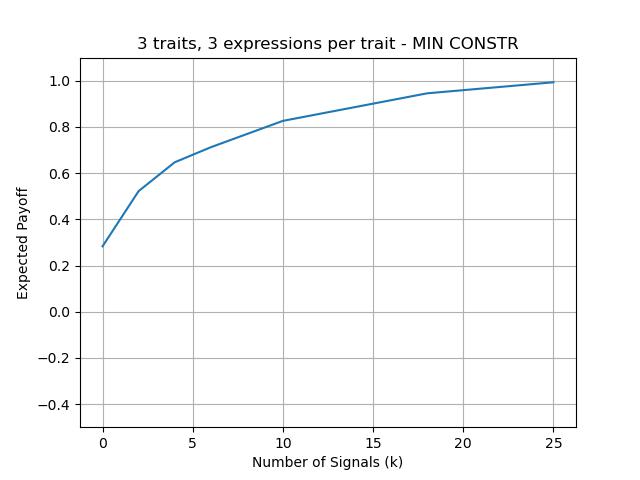 3 traits, 3 expressions per trait - MIN CONSTR
1.0
0.8
0.6
0.4
0.2
0.0
−0.2
−0.4
Expected Payoff
0 5 10 15 20 25
Number of Signals (k)